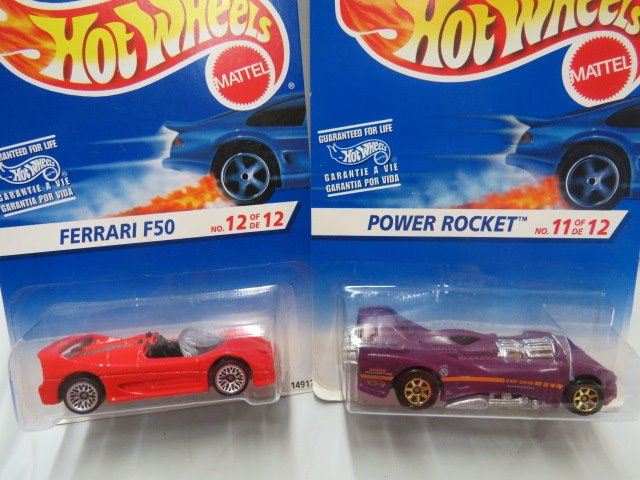 Hot Wheels
MATTEL
®
GUARANTEED FOR LIFE
Hot Wheels
GARANTIE A VIE
GARANTIA POR VIDA
FERRARI F50
NO. 12 OF DE 12
1491
Hot Wheels
MATTEL
GUARANTEED FOR LIFE
Hot Wheels
GARANTIE A VIE
GARANTIA POR VIDA
POWER ROCKET™
NO. 11 OF DE 12
EXP